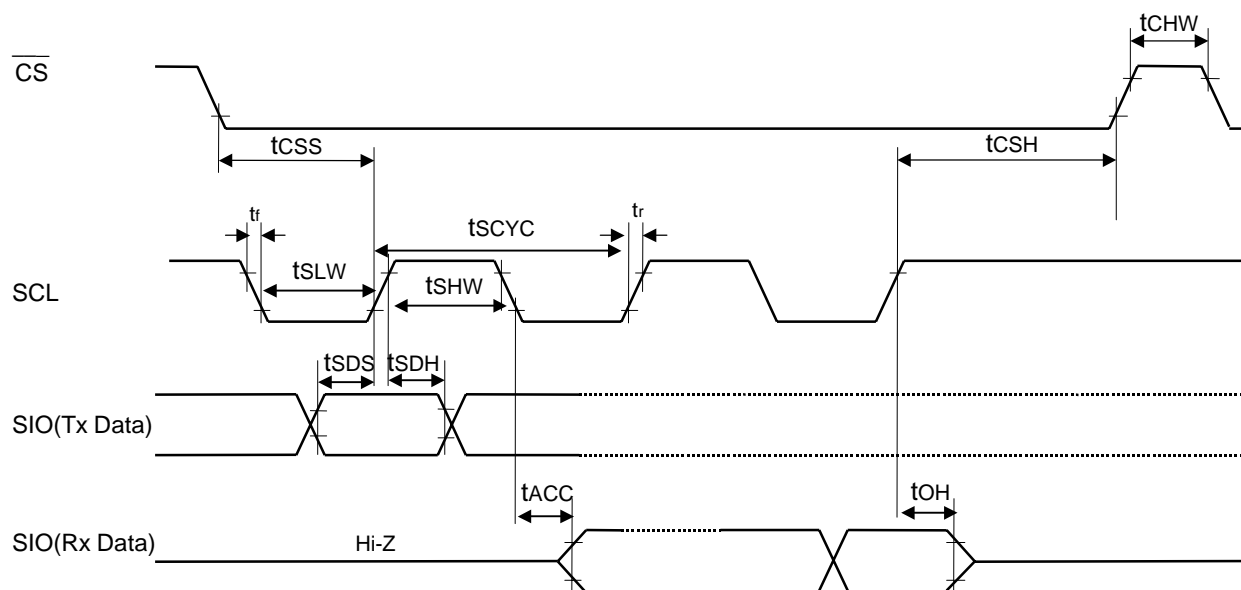 tCHW
CS
tCSS
tCSH
tf
tr
tSCYC
tSLW
tSHW
SCL
tSDS
tSDH
SIO(Tx Data)
tACC
tOH
SIO(Rx Data)
Hi-Z